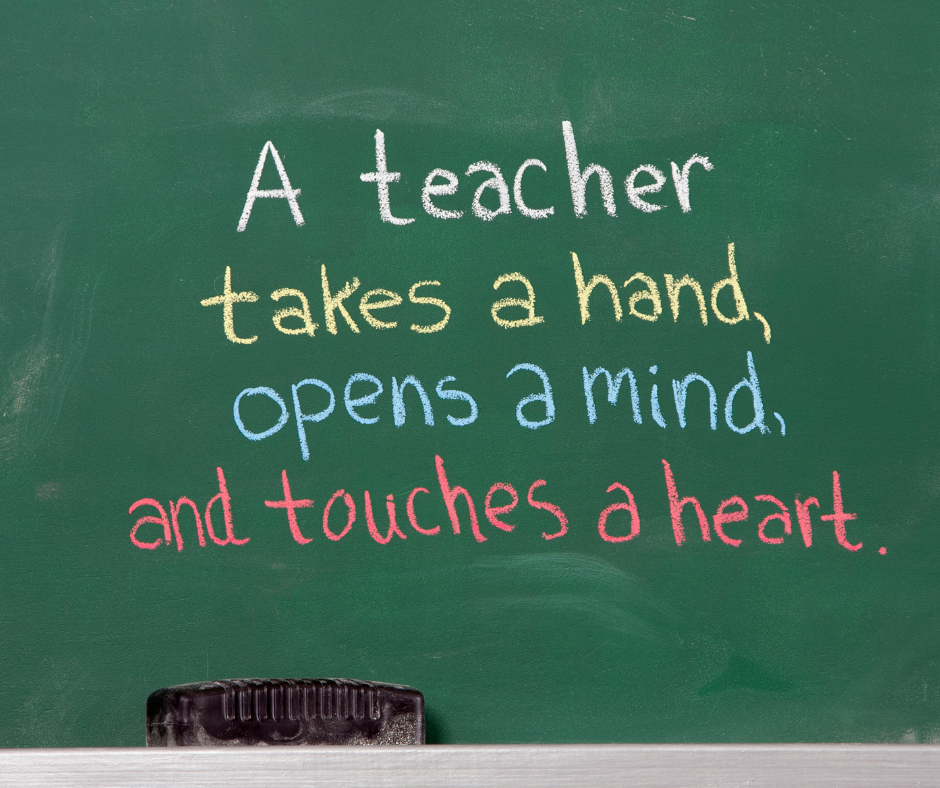 A teacher
takes a hand,
opens a mind,
and touches a heart.